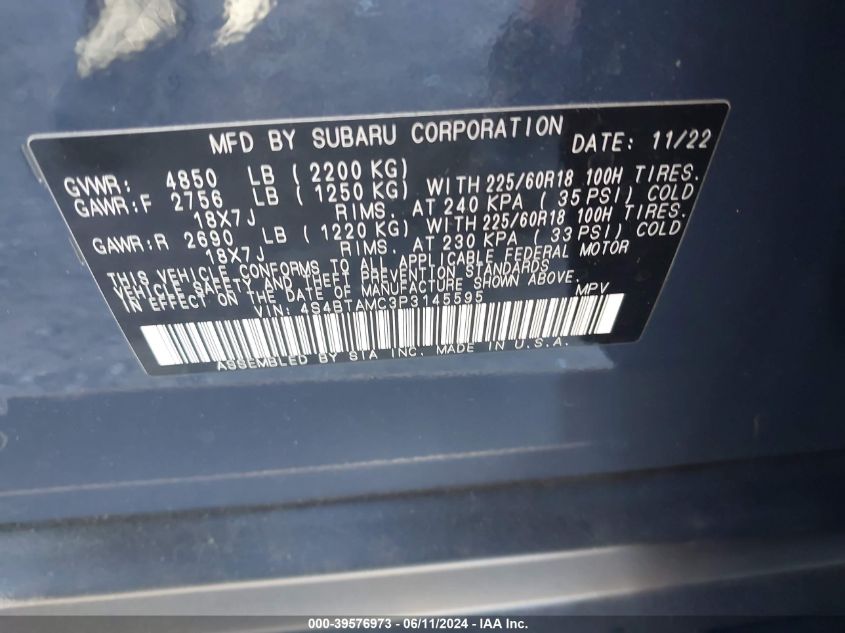 MFD BY SUBARU CORPORATION DATE: 11/22
GVWR: 4850 LB ( 2200 KG)
GAWR:F 2756 LB ( 1250 KG) WITH 225/60R18 100H TIRES.
18X7J RIMS. AT 240 KPA ( 35 PSI) COLD
GAWR:R 2690 LB ( 1220 KG) WITH 225/60R18 100H TIRES.
18X7J RIMS. AT 230 KPA ( 33 PSI) COLD
THIS VEHICLE CONFORMS TO ALL APPLICABLE FEDERAL MOTOR
VEHICLE SAFETY AND THEFT PREVENTION STANDARDS
IN EFFECT ON THE DATE OF MANUFACTURE SHOWN ABOVE.
VIN: 4S4BTAMC3P3145595 MPV
ASSEMBLED BY SIA INC. MADE IN U.S.A.
000-39576973 - 06/11/2024 - IAA Inc.